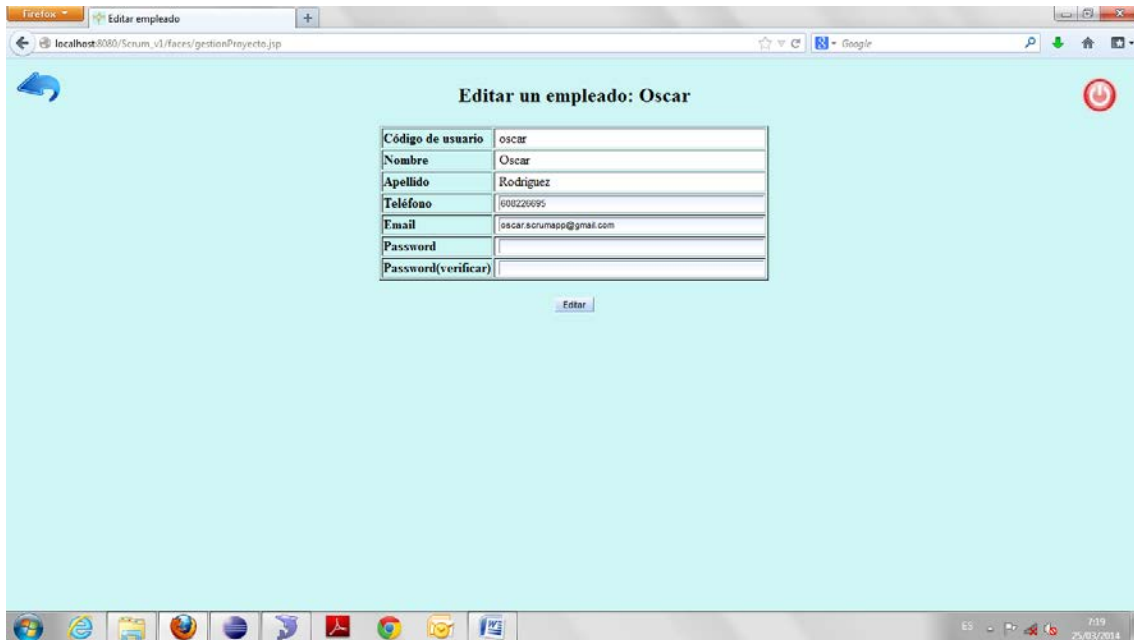 Firefox
Editar empleado
localhost:8080/Scrum_v1/faces/gestionProyecto.jsp
Google
Editar un empleado: Oscar
Código de usuario oscar
Nombre Oscar
Apellido Rodriguez
Teléfono 608226695
Email oscar.scrumapp@gmail.com
Password
Password(verificar)
Editar
ES
7:19
25/03/2014